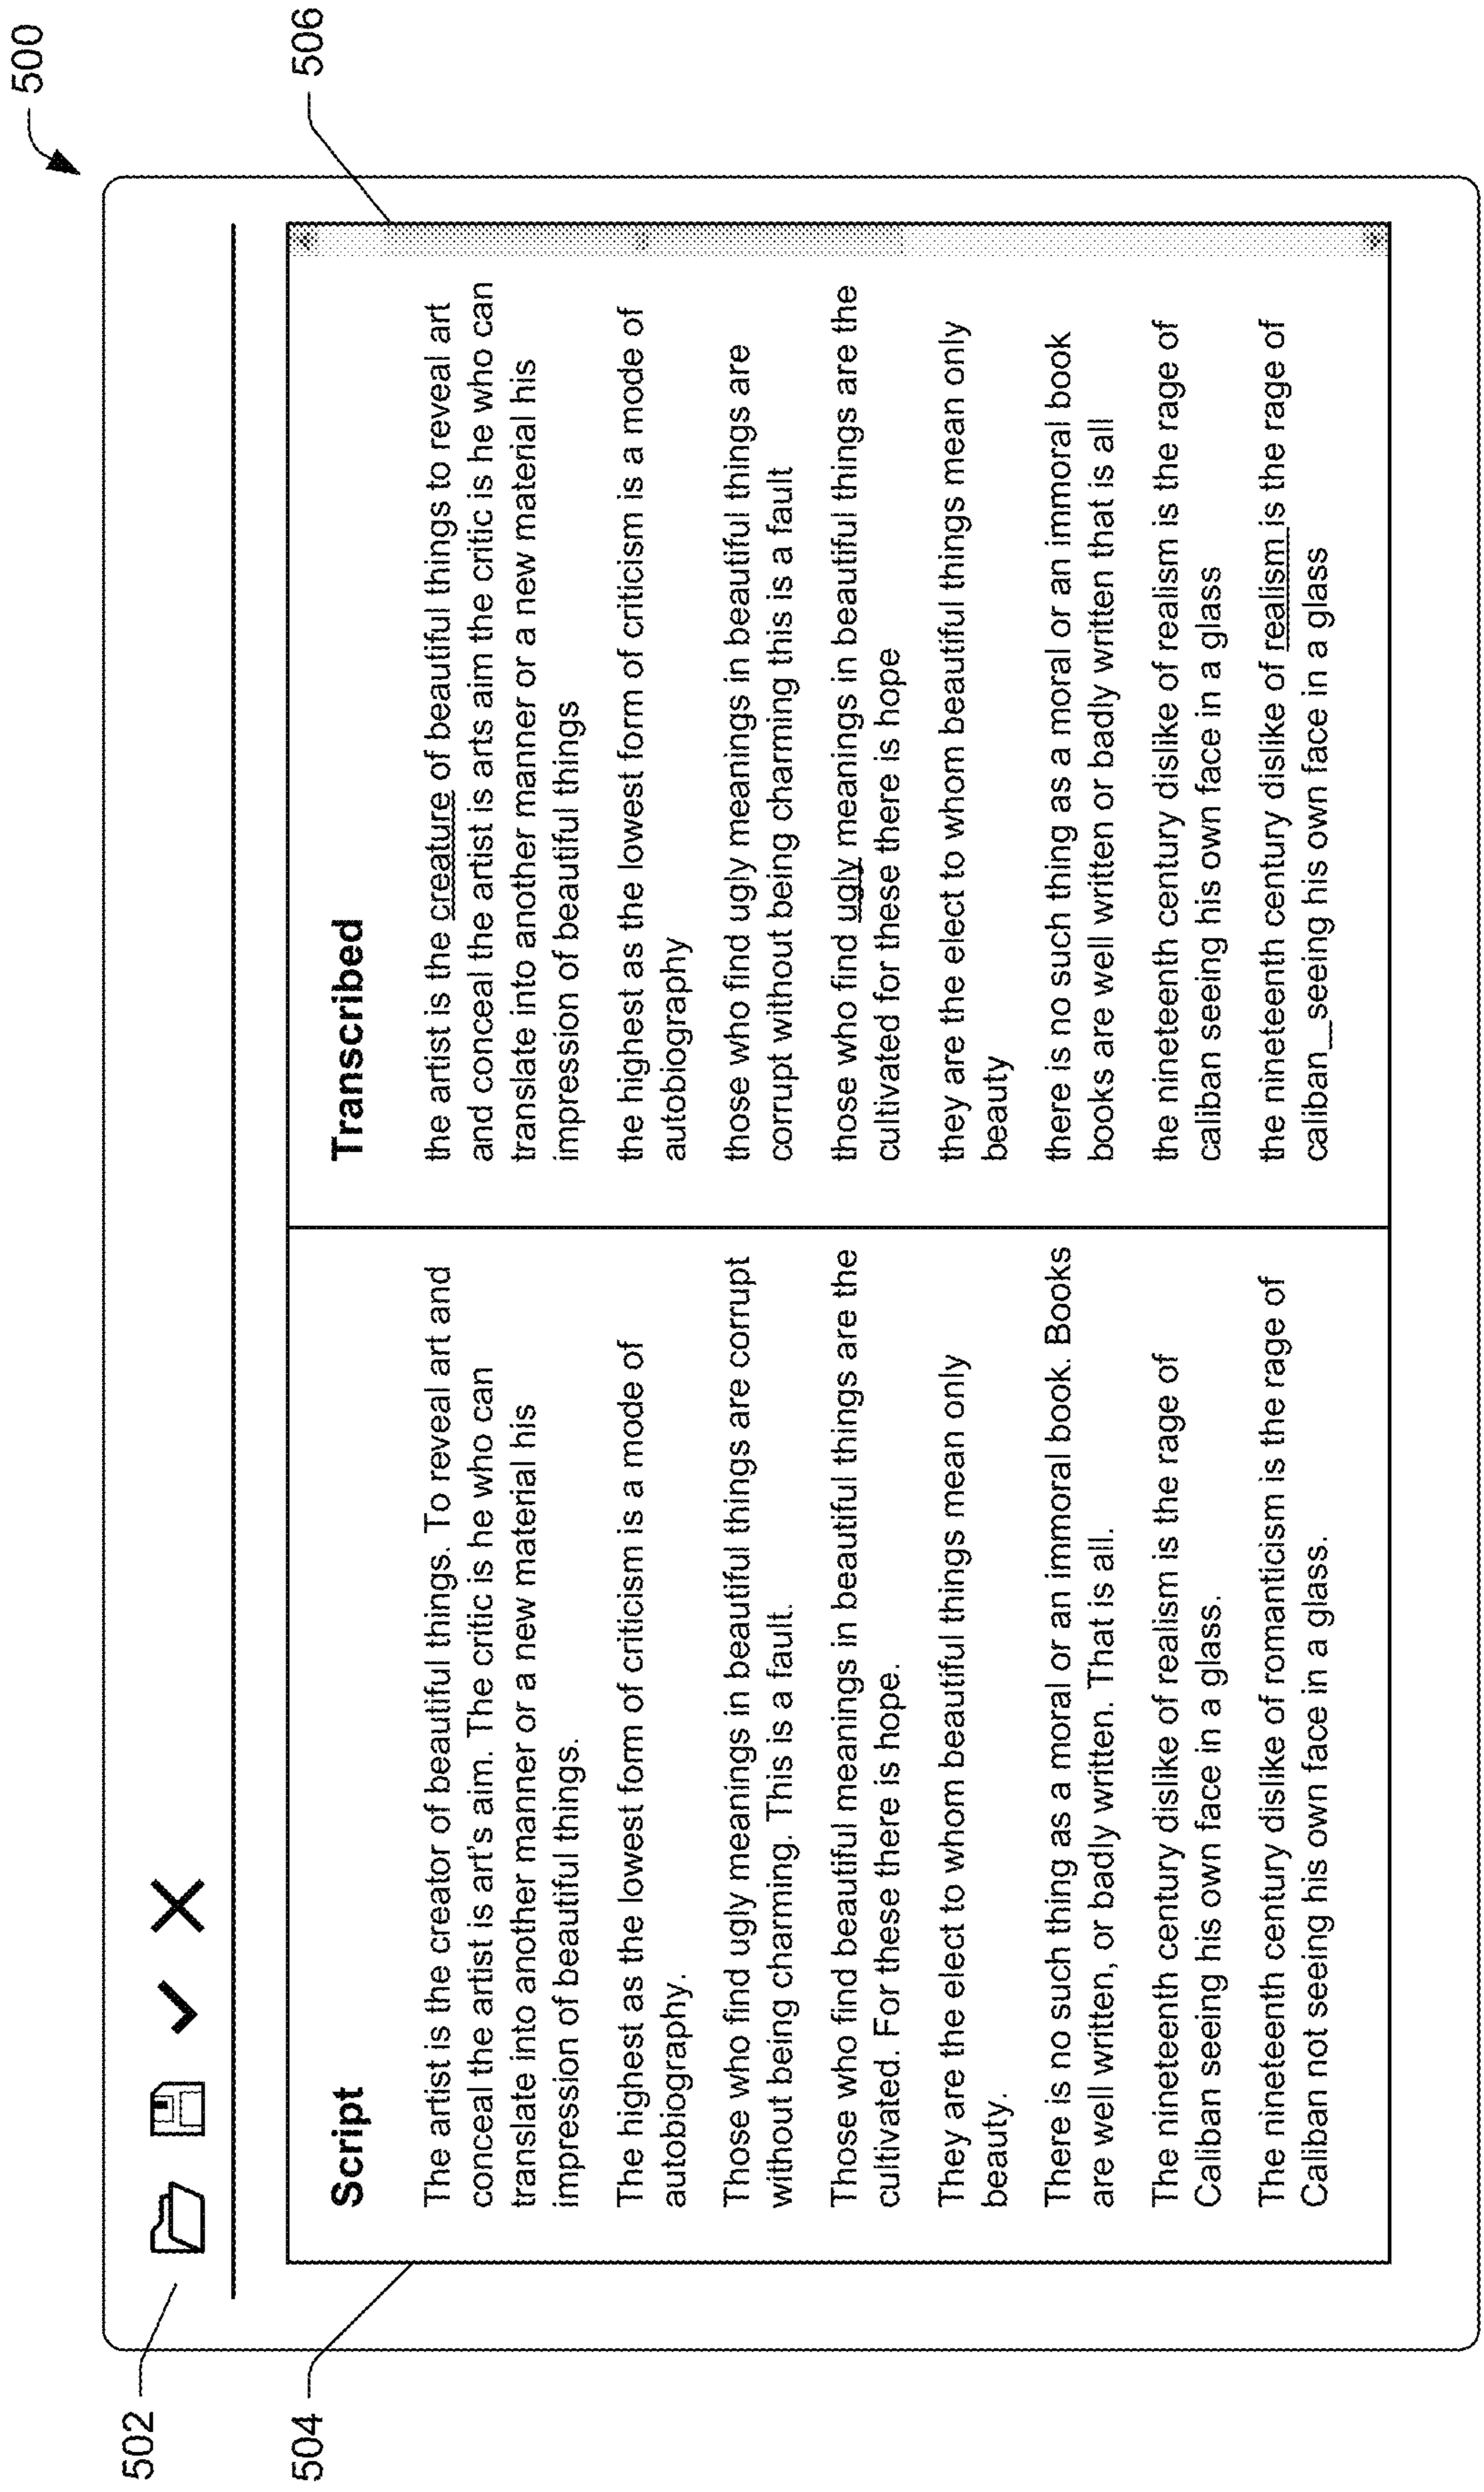 500
502
504
506
Script
The artist is the creator of beautiful things. To reveal art and
conceal the artist is art's aim. The critic is he who can
translate into another manner or a new material his
impression of beautiful things.
The highest as the lowest form of criticism is a mode of
autobiography.
Those who find ugly meanings in beautiful things are corrupt
without being charming. This is a fault.
Those who find beautiful meanings in beautiful things are the
cultivated. For these there is hope.
They are the elect to whom beautiful things mean only
beauty.
There is no such thing as a moral or an immoral book. Books
are well written, or badly written. That is all.
The nineteenth century dislike of realism is the rage of
Caliban seeing his own face in a glass.
The nineteenth century dislike of romanticism is the rage of
Caliban not seeing his own face in a glass.
Transcribed
the artist is the creature of beautiful things to reveal art
and conceal the artist is arts aim the critic is he who can
translate into another manner or a new material his
impression of beautiful things
the highest as the lowest form of criticism is a mode of
autobiography
those who find ugly meanings in beautiful things are
corrupt without being charming this is a fault
those who find ugly meanings in beautiful things are the
cultivated for these there is hope
they are the elect to whom beautiful things mean only
beauty
there is no such thing as a moral or an immoral book
books are well written or badly written that is all
the nineteenth century dislike of realism is the rage of
caliban seeing his own face in a glass
the nineteenth century dislike of realism is the rage of
caliban__seeing his own face in a glass